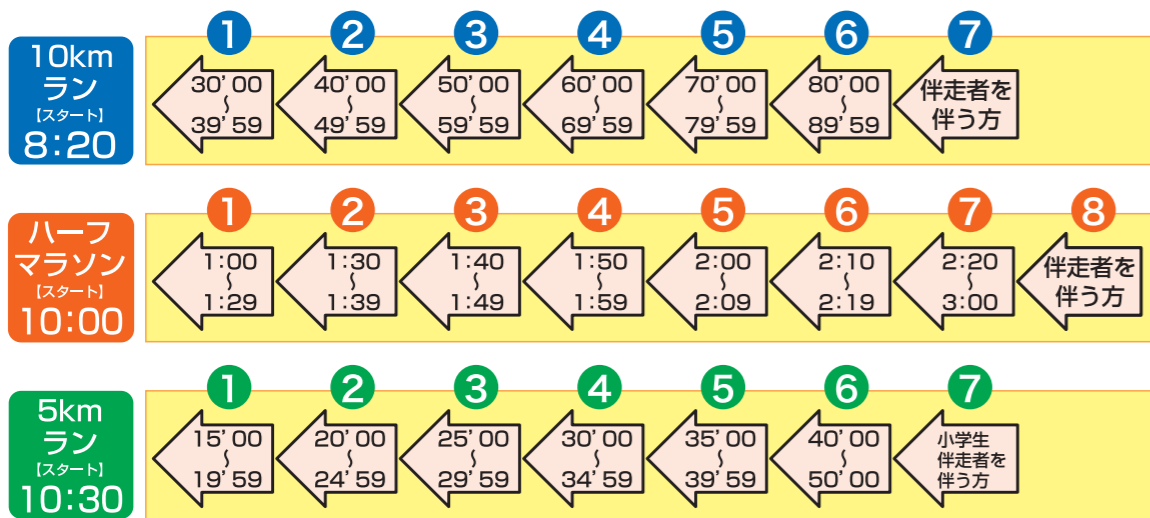 10km
ラン
【スタート】
8:20
1 2 3 4 5 6 7
30’00 40’00 50’00 60’00 70’00 80’00 伴走者を
〜 〜 〜 〜 〜 〜 伴う方
39’59 49’59 59’59 69’59 79’59 89’59
ハーフ
マラソン
【スタート】
10:00
1 2 3 4 5 6 7 8
1:00 1:30 1:40 1:50 2:00 2:10 2:20 伴走者を
〜 〜 〜 〜 〜 〜 〜 伴う方
1:29 1:39 1:49 1:59 2:09 2:19 3:00
5km
ラン
【スタート】
10:30
1 2 3 4 5 6 7
15’00 20’00 25’00 30’00 35’00 40’00 小学生
〜 〜 〜 〜 〜 〜 伴走者を
19’59 24’59 29’59 34’59 39’59 50’00 伴う方